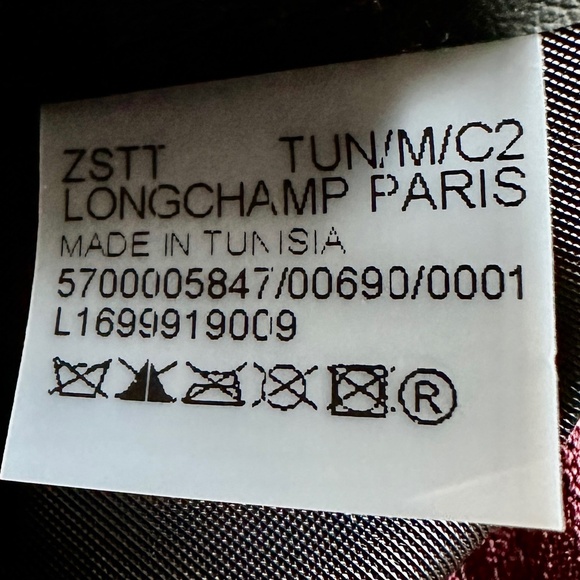 ZSTT TUN/M/C2
LONGCHAMP PARIS
MADE IN TUNISIA
5700005847/00690/0001
L1699919009
®